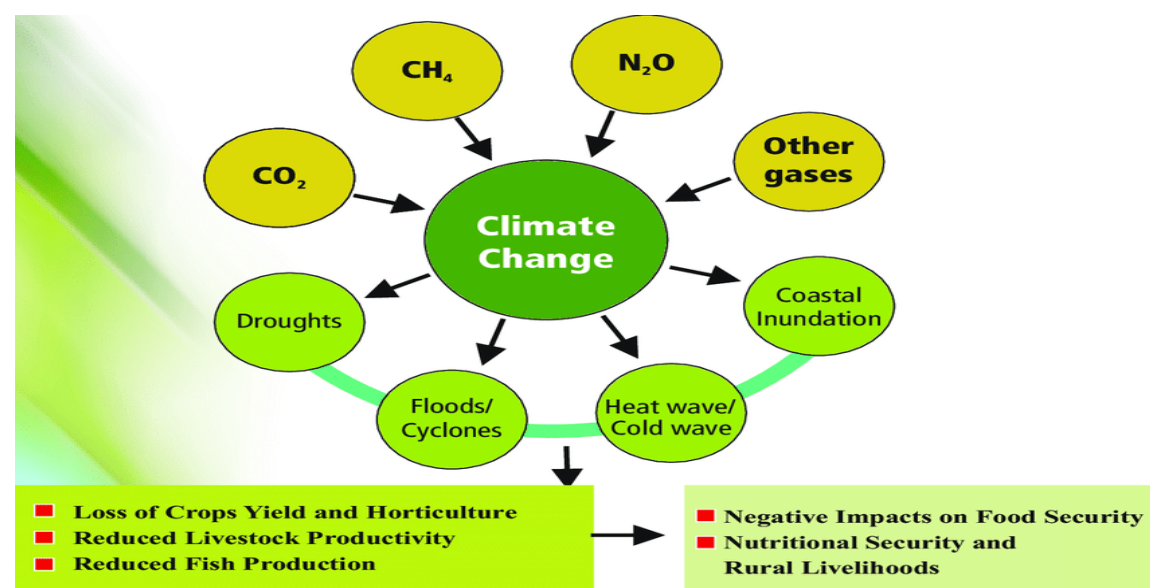 CH₄
N₂O
CO₂
Other
gases
Climate
Change
Droughts
Coastal
Inundation
Floods/
Cyclones
Heat wave/
Cold wave
Loss of Crops Yield and Horticulture
Reduced Livestock Productivity
Reduced Fish Production
Negative Impacts on Food Security
Nutritional Security and
Rural Livelihoods